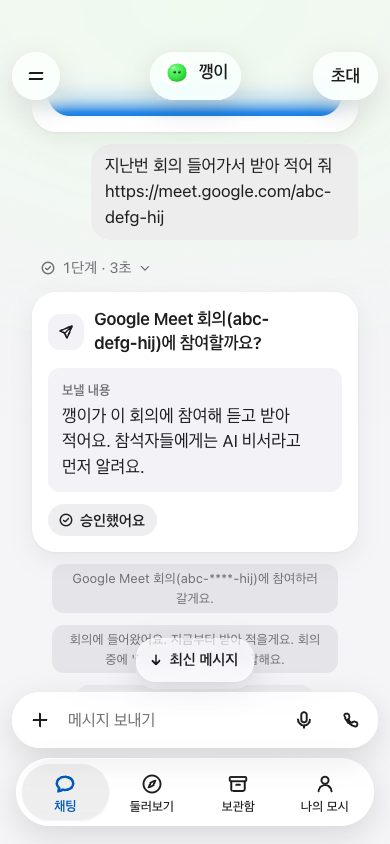 깽이
초대
지난번 회의 들어가서 받아 적어 줘
https://meet.google.com/abc-
defg-hij
1단계 · 3초
Google Meet 회의(abc-
defg-hij)에 참여할까요?
보낼 내용
깽이가 이 회의에 참여해 듣고 받아
적어요. 참석자들에게는 AI 비서라고
먼저 알려요.
승인했어요
Google Meet 회의(abc-****-hij)에 참여하러
갈게요.
회의에 들어왔어요. 지금부터 받아 적을게요. 회의
중에
최신 메시지
메시지 보내기
채팅
둘러보기
보관함
나의 모시